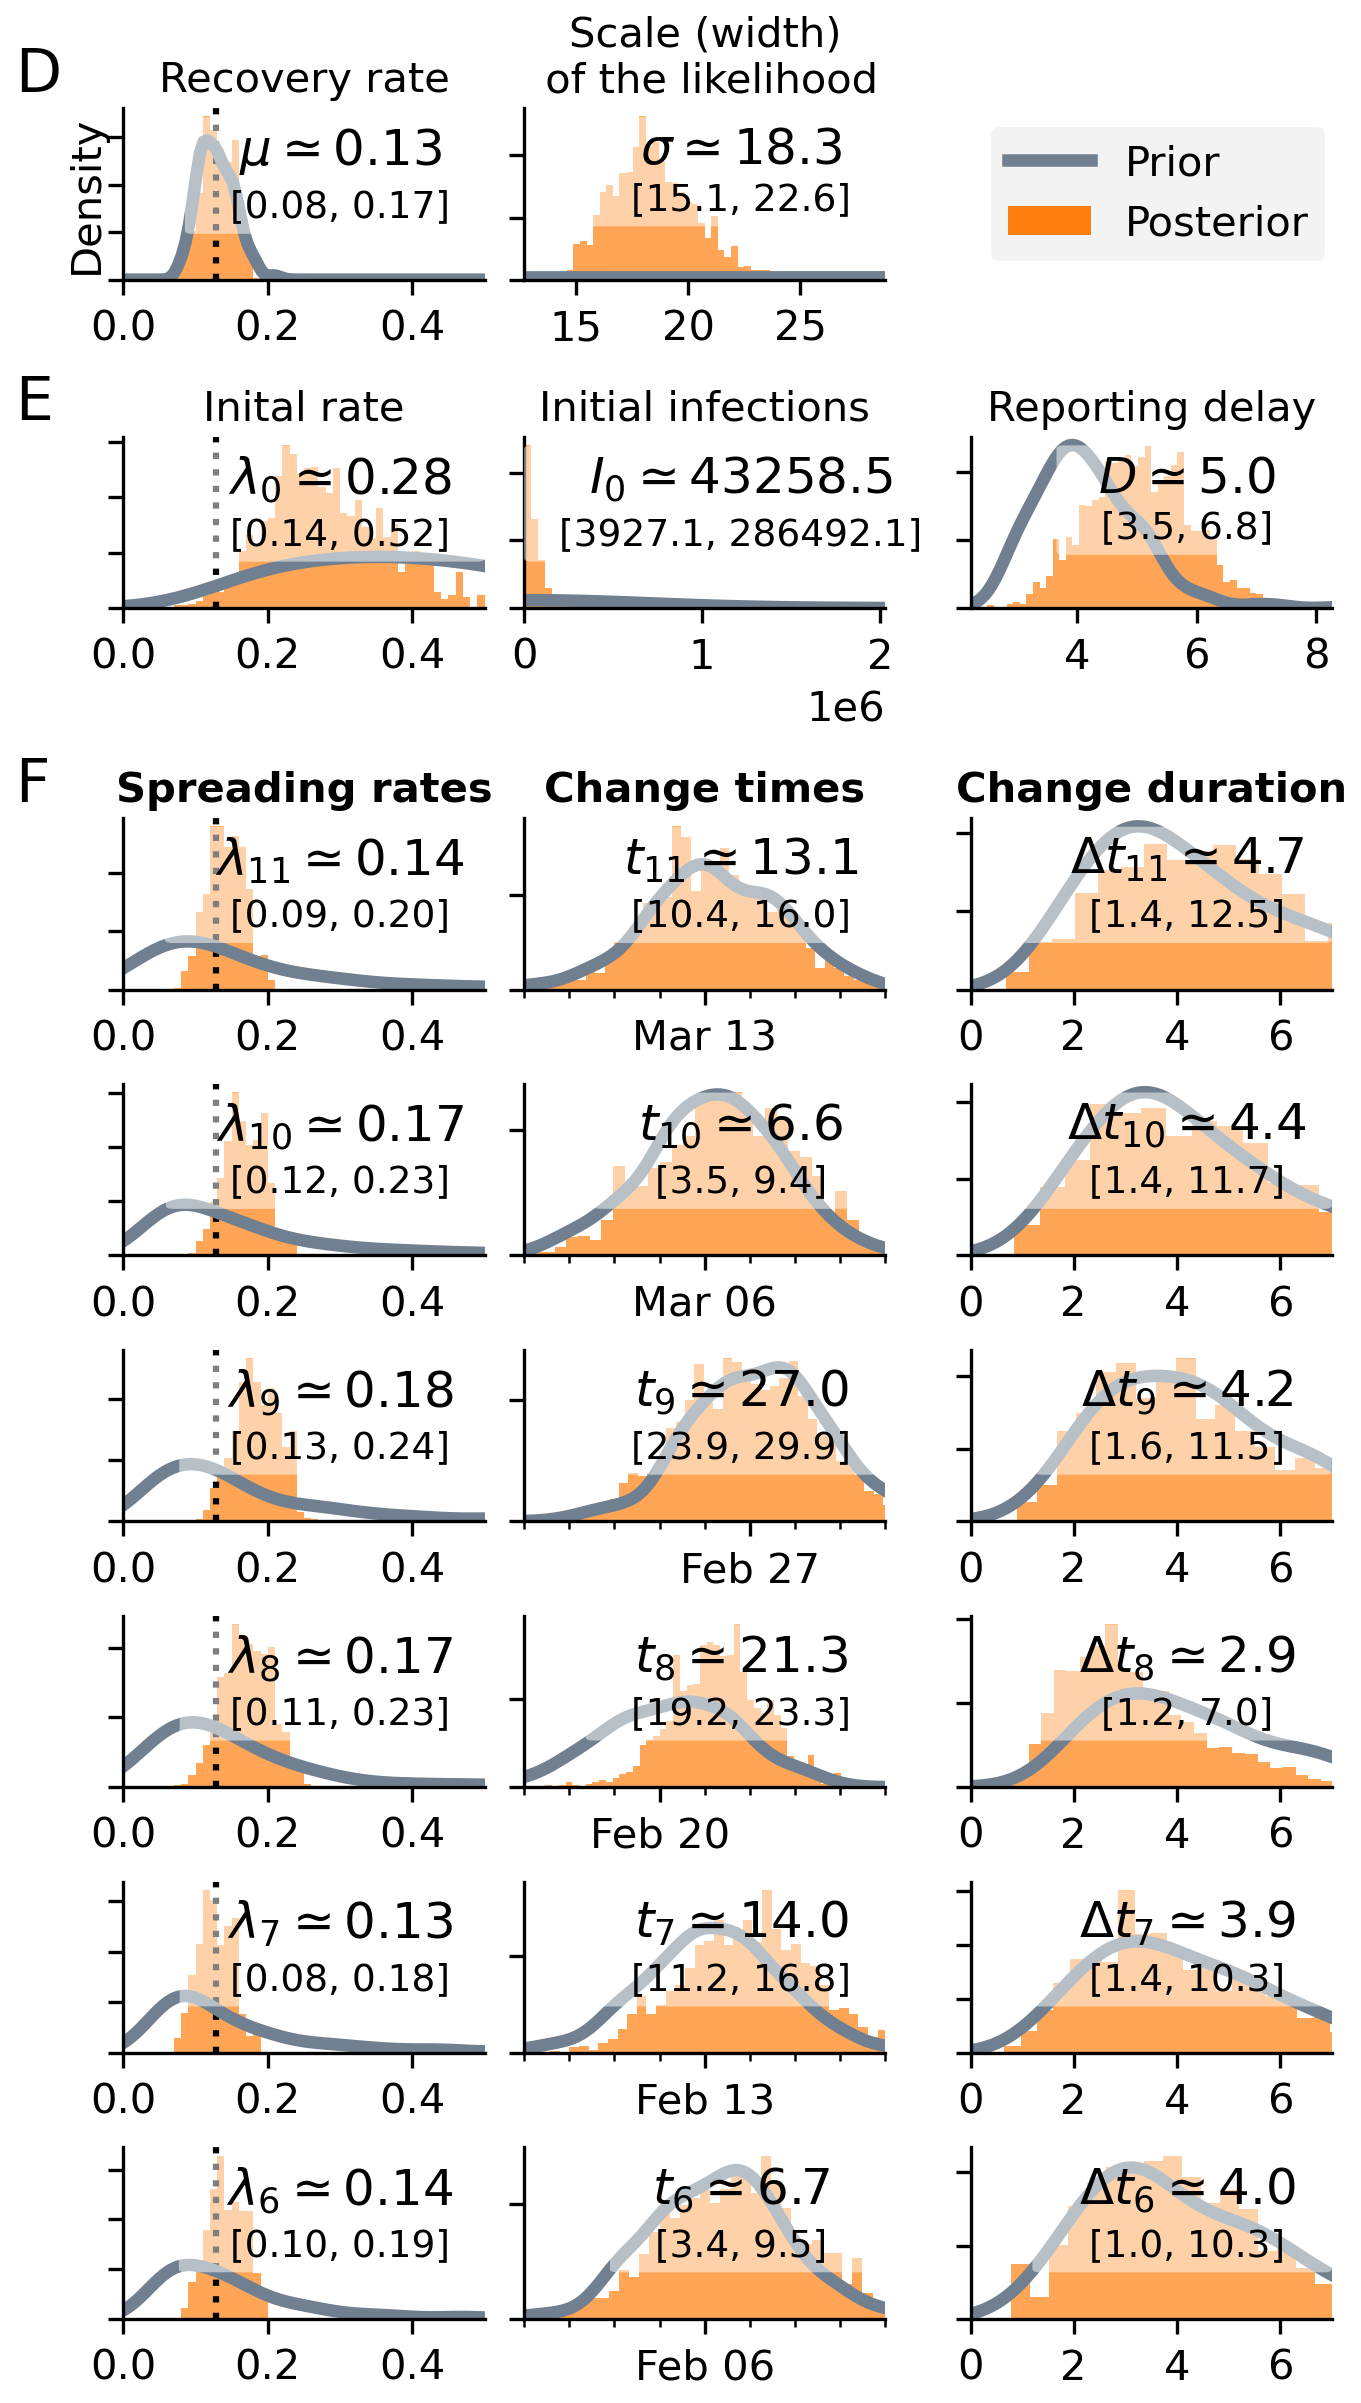 D
Recovery rate
Scale (width)
of the likelihood
Density
μ ≃ 0.13
[0.08, 0.17]
σ ≃ 18.3
[15.1, 22.6]
Prior
Posterior
0.0 0.2 0.4
15 20 25
E
Inital rate
Initial infections
Reporting delay
λ0 ≃ 0.28
[0.14, 0.52]
I0 ≃ 43258.5
[3927.1, 286492.1]
D ≃ 5.0
[3.5, 6.8]
0.0 0.2 0.4
0 1 2
1e6
4 6 8
F
Spreading rates
Change times
Change duration
λ11 ≃ 0.14
[0.09, 0.20]
t11 ≃ 13.1
[10.4, 16.0]
Δt11 ≃ 4.7
[1.4, 12.5]
0.0 0.2 0.4
Mar 13
0 2 4 6
λ10 ≃ 0.17
[0.12, 0.23]
t10 ≃ 6.6
[3.5, 9.4]
Δt10 ≃ 4.4
[1.4, 11.7]
0.0 0.2 0.4
Mar 06
0 2 4 6
λ9 ≃ 0.18
[0.13, 0.24]
t9 ≃ 27.0
[23.9, 29.9]
Δt9 ≃ 4.2
[1.6, 11.5]
0.0 0.2 0.4
Feb 27
0 2 4 6
λ8 ≃ 0.17
[0.11, 0.23]
t8 ≃ 21.3
[19.2, 23.3]
Δt8 ≃ 2.9
[1.2, 7.0]
0.0 0.2 0.4
Feb 20
0 2 4 6
λ7 ≃ 0.13
[0.08, 0.18]
t7 ≃ 14.0
[11.2, 16.8]
Δt7 ≃ 3.9
[1.4, 10.3]
0.0 0.2 0.4
Feb 13
0 2 4 6
λ6 ≃ 0.14
[0.10, 0.19]
t6 ≃ 6.7
[3.4, 9.5]
Δt6 ≃ 4.0
[1.0, 10.3]
0.0 0.2 0.4
Feb 06
0 2 4 6